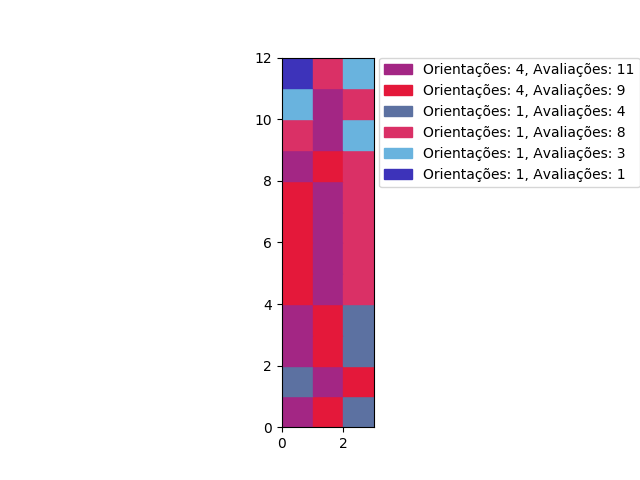 12
10
8
6
4
2
0
0 2
Orientações: 4, Avaliações: 11
Orientações: 4, Avaliações: 9
Orientações: 1, Avaliações: 4
Orientações: 1, Avaliações: 8
Orientações: 1, Avaliações: 3
Orientações: 1, Avaliações: 1